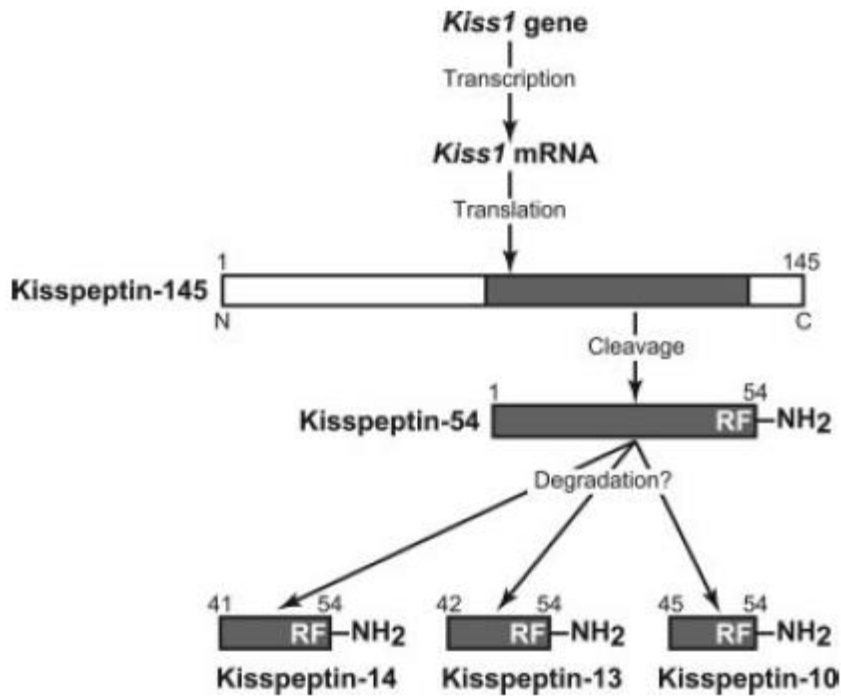 Kiss1 gene
Transcription
Kiss1 mRNA
Translation
1 145
Kisspeptin-145
N C
Cleavage
1 54
Kisspeptin-54 RF-NH2
Degradation?
41 54 42 54 45 54
RF-NH2 RF-NH2 RF-NH2
Kisspeptin-14 Kisspeptin-13 Kisspeptin-10